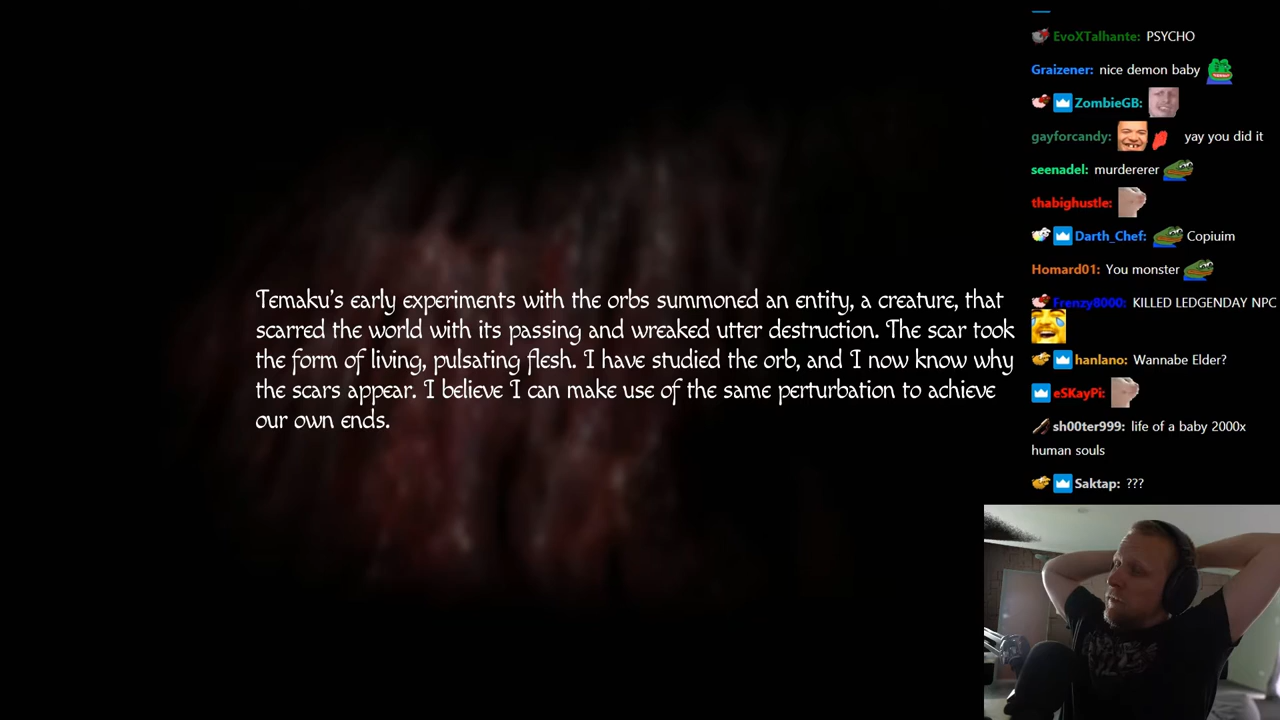 Temaku's early experiments with the orbs summoned an entity, a creature, that
scarred the world with its passing and wreaked utter destruction. The scar took
the form of living, pulsating flesh. I have studied the orb, and I now know why
the scars appear. I believe I can make use of the same perturbation to achieve
our own ends.
EvoXTalhante: PSYCHO
Graizener: nice demon baby
ZombieGB:
gayforcandy: yay you did it
seenadel: murdererer
thabighustle:
Darth_Chef: Copiuim
Homard01: You monster
Frenzy8000: KILLED LEDGENDAY NPC
hanlano: Wannabe Elder?
eSKayPi:
sh00ter999: life of a baby 2000x
human souls
Saktap: ???